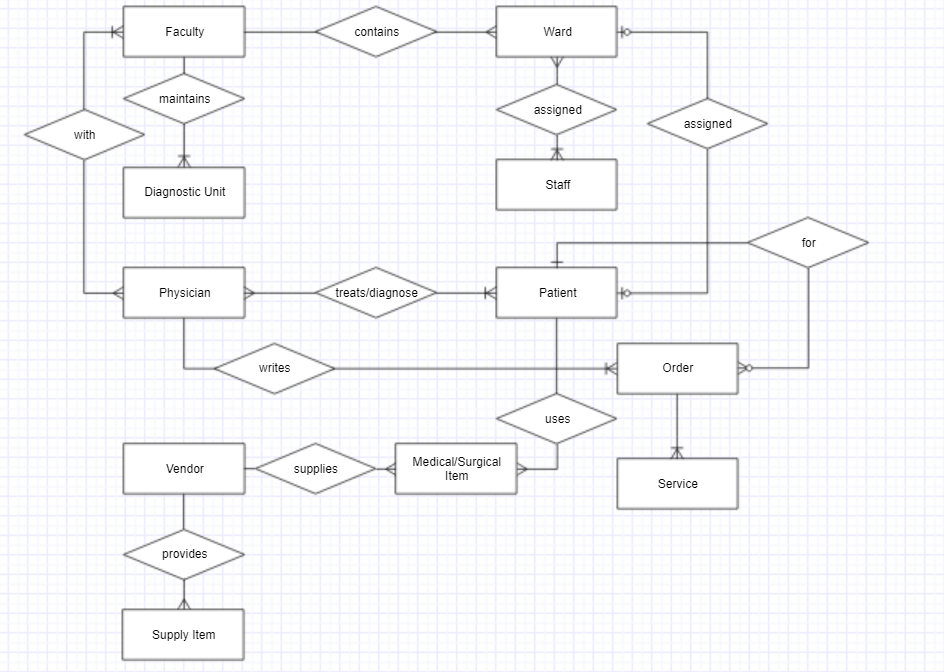 Faculty
contains
Ward
maintains
assigned
assigned
with
Diagnostic Unit
Staff
for
Physician
treats/diagnose
Patient
writes
Order
uses
Vendor
supplies
Medical/Surgical
Item
Service
provides
Supply Item